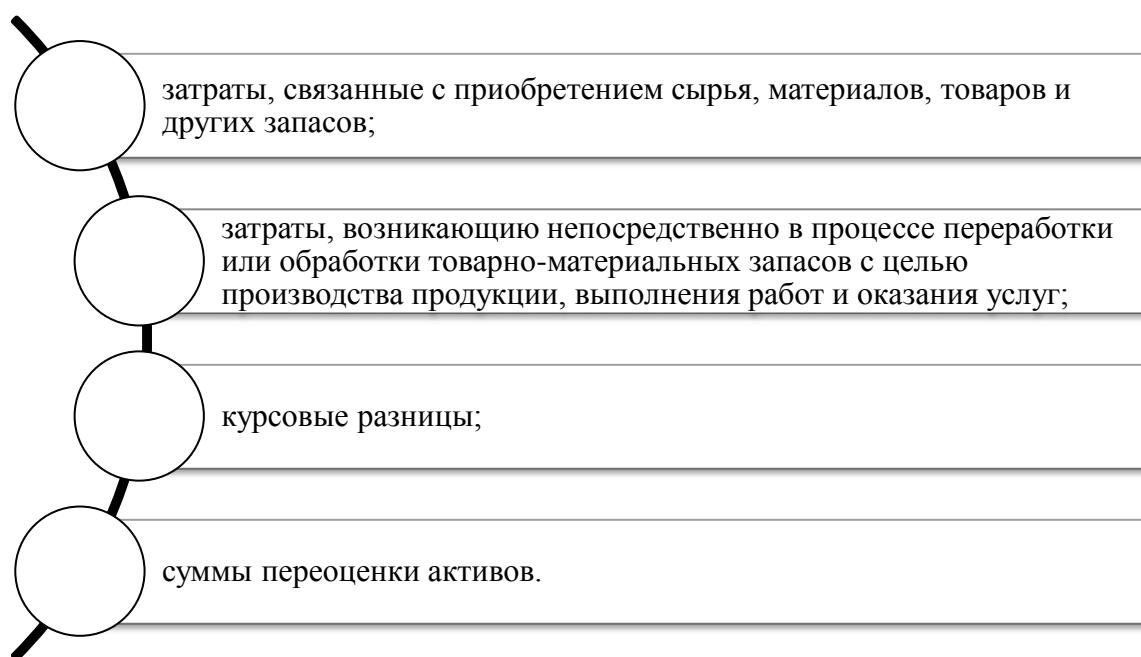 затраты, связанные с приобретением сырья, материалов, товаров и
других запасов;
затраты, возникающию непосредственно в процессе переработки
или обработки товарно-материальных запасов с целью
производства продукции, выполнения работ и оказания услуг;
курсовые разницы;
суммы переоценки активов.